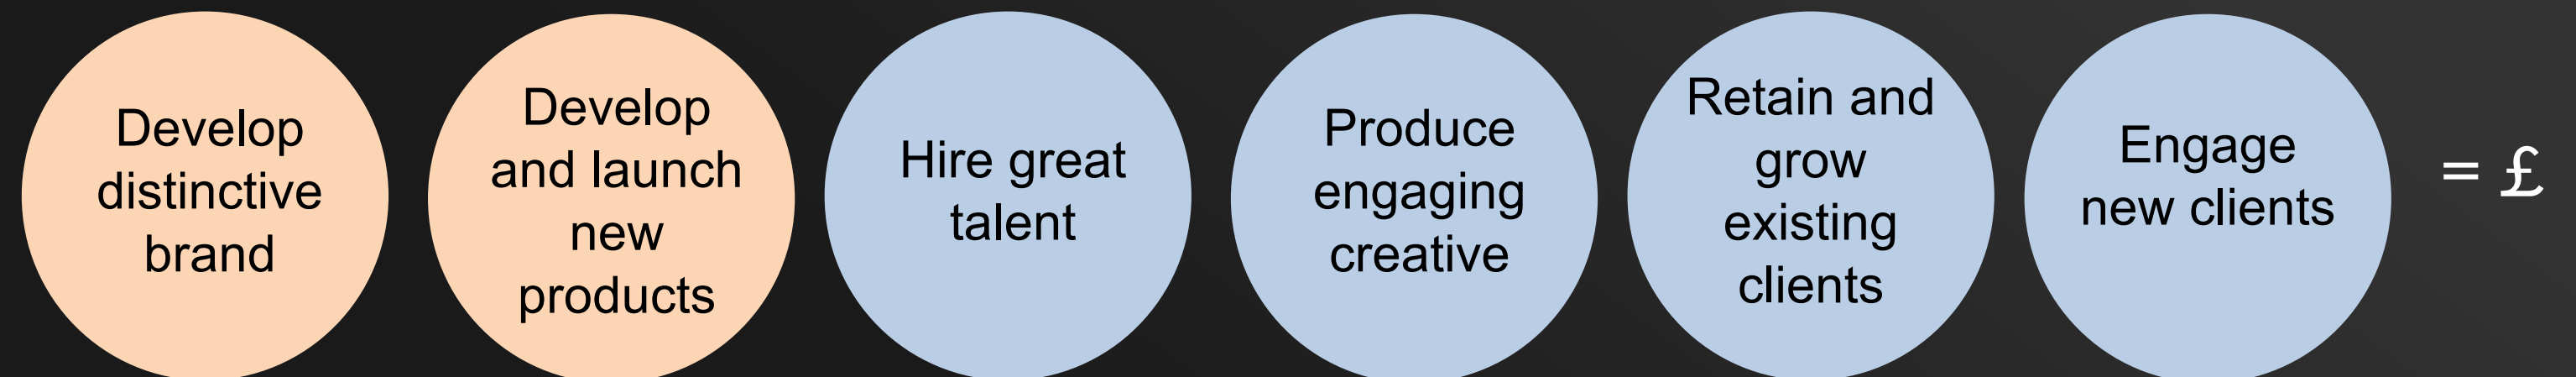 Develop
distinctive
brand
Develop
and launch
new
products
Hire great
talent
Produce
engaging
creative
Retain and
grow
existing
clients
Engage
new clients
= £